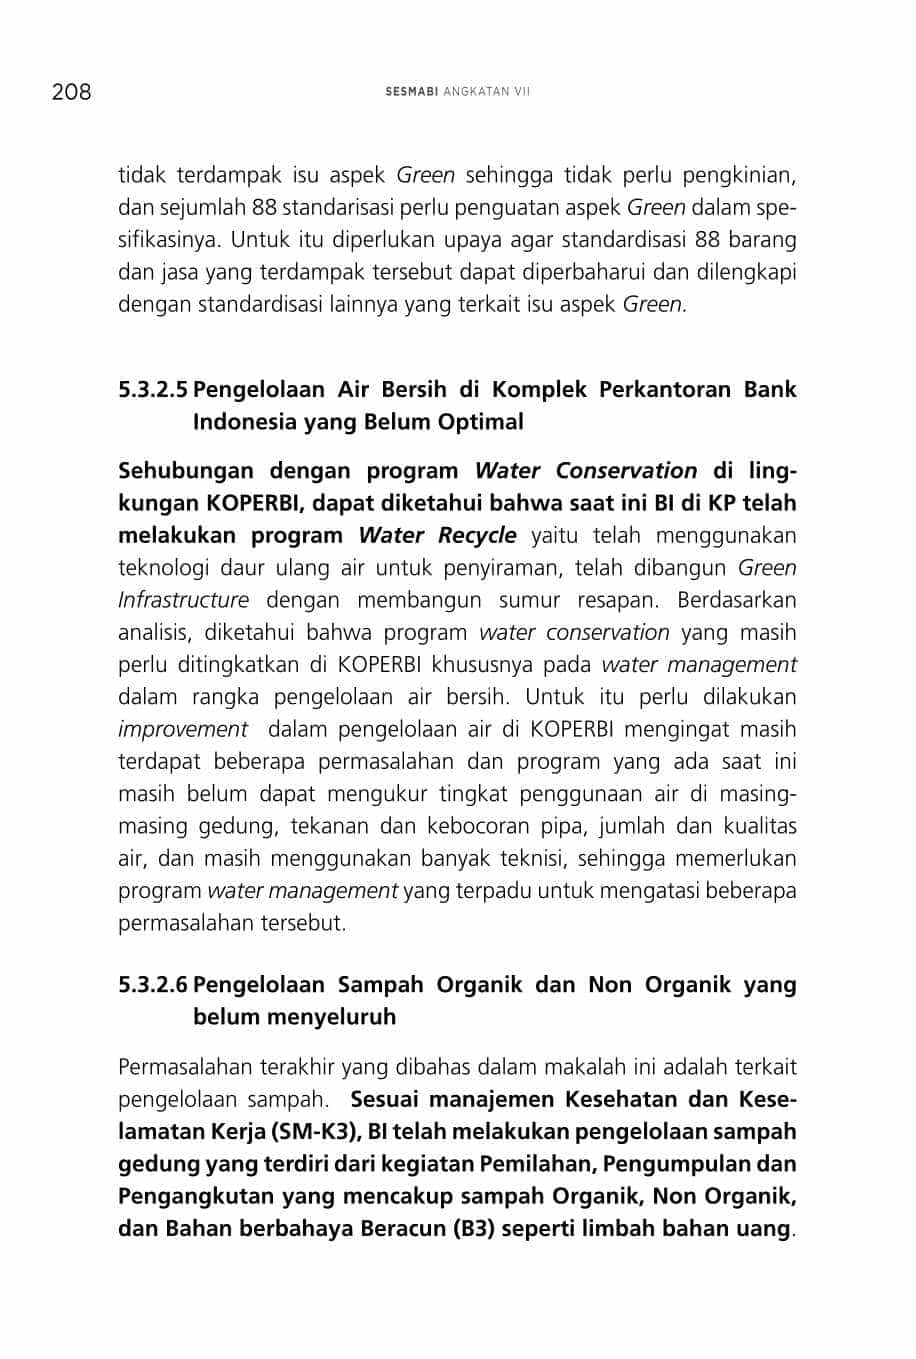 208
SESMABI ANGKATAN VII
tidak terdampak isu aspek Green sehingga tidak perlu pengkinian,
dan sejumlah 88 standarisasi perlu penguatan aspek Green dalam spe-
sifikasinya. Untuk itu diperlukan upaya agar standardisasi 88 barang
dan jasa yang terdampak tersebut dapat diperbaharui dan dilengkapi
dengan standardisasi lainnya yang terkait isu aspek Green.
5.3.2.5 Pengelolaan Air Bersih di Komplek Perkantoran Bank
Indonesia yang Belum Optimal
Sehubungan dengan program Water Conservation di ling-
kungan KOPERBI, dapat diketahui bahwa saat ini BI di KP telah
melakukan program Water Recycle yaitu telah menggunakan
teknologi daur ulang air untuk penyiraman, telah dibangun Green
Infrastructure dengan membangun sumur resapan. Berdasarkan
analisis, diketahui bahwa program water conservation yang masih
perlu ditingkatkan di KOPERBI khususnya pada water management
dalam rangka pengelolaan air bersih. Untuk itu perlu dilakukan
improvement dalam pengelolaan air di KOPERBI mengingat masih
terdapat beberapa permasalahan dan program yang ada saat ini
masih belum dapat mengukur tingkat penggunaan air di masing-
masing gedung, tekanan dan kebocoran pipa, jumlah dan kualitas
air, dan masih menggunakan banyak teknisi, sehingga memerlukan
program water management yang terpadu untuk mengatasi beberapa
permasalahan tersebut.
5.3.2.6 Pengelolaan Sampah Organik dan Non Organik yang
belum menyeluruh
Permasalahan terakhir yang dibahas dalam makalah ini adalah terkait
pengelolaan sampah. Sesuai manajemen Kesehatan dan Kese-
lamatan Kerja (SM-K3), BI telah melakukan pengelolaan sampah
gedung yang terdiri dari kegiatan Pemilahan, Pengumpulan dan
Pengangkutan yang mencakup sampah Organik, Non Organik,
dan Bahan berbahaya Beracun (B3) seperti limbah bahan uang.